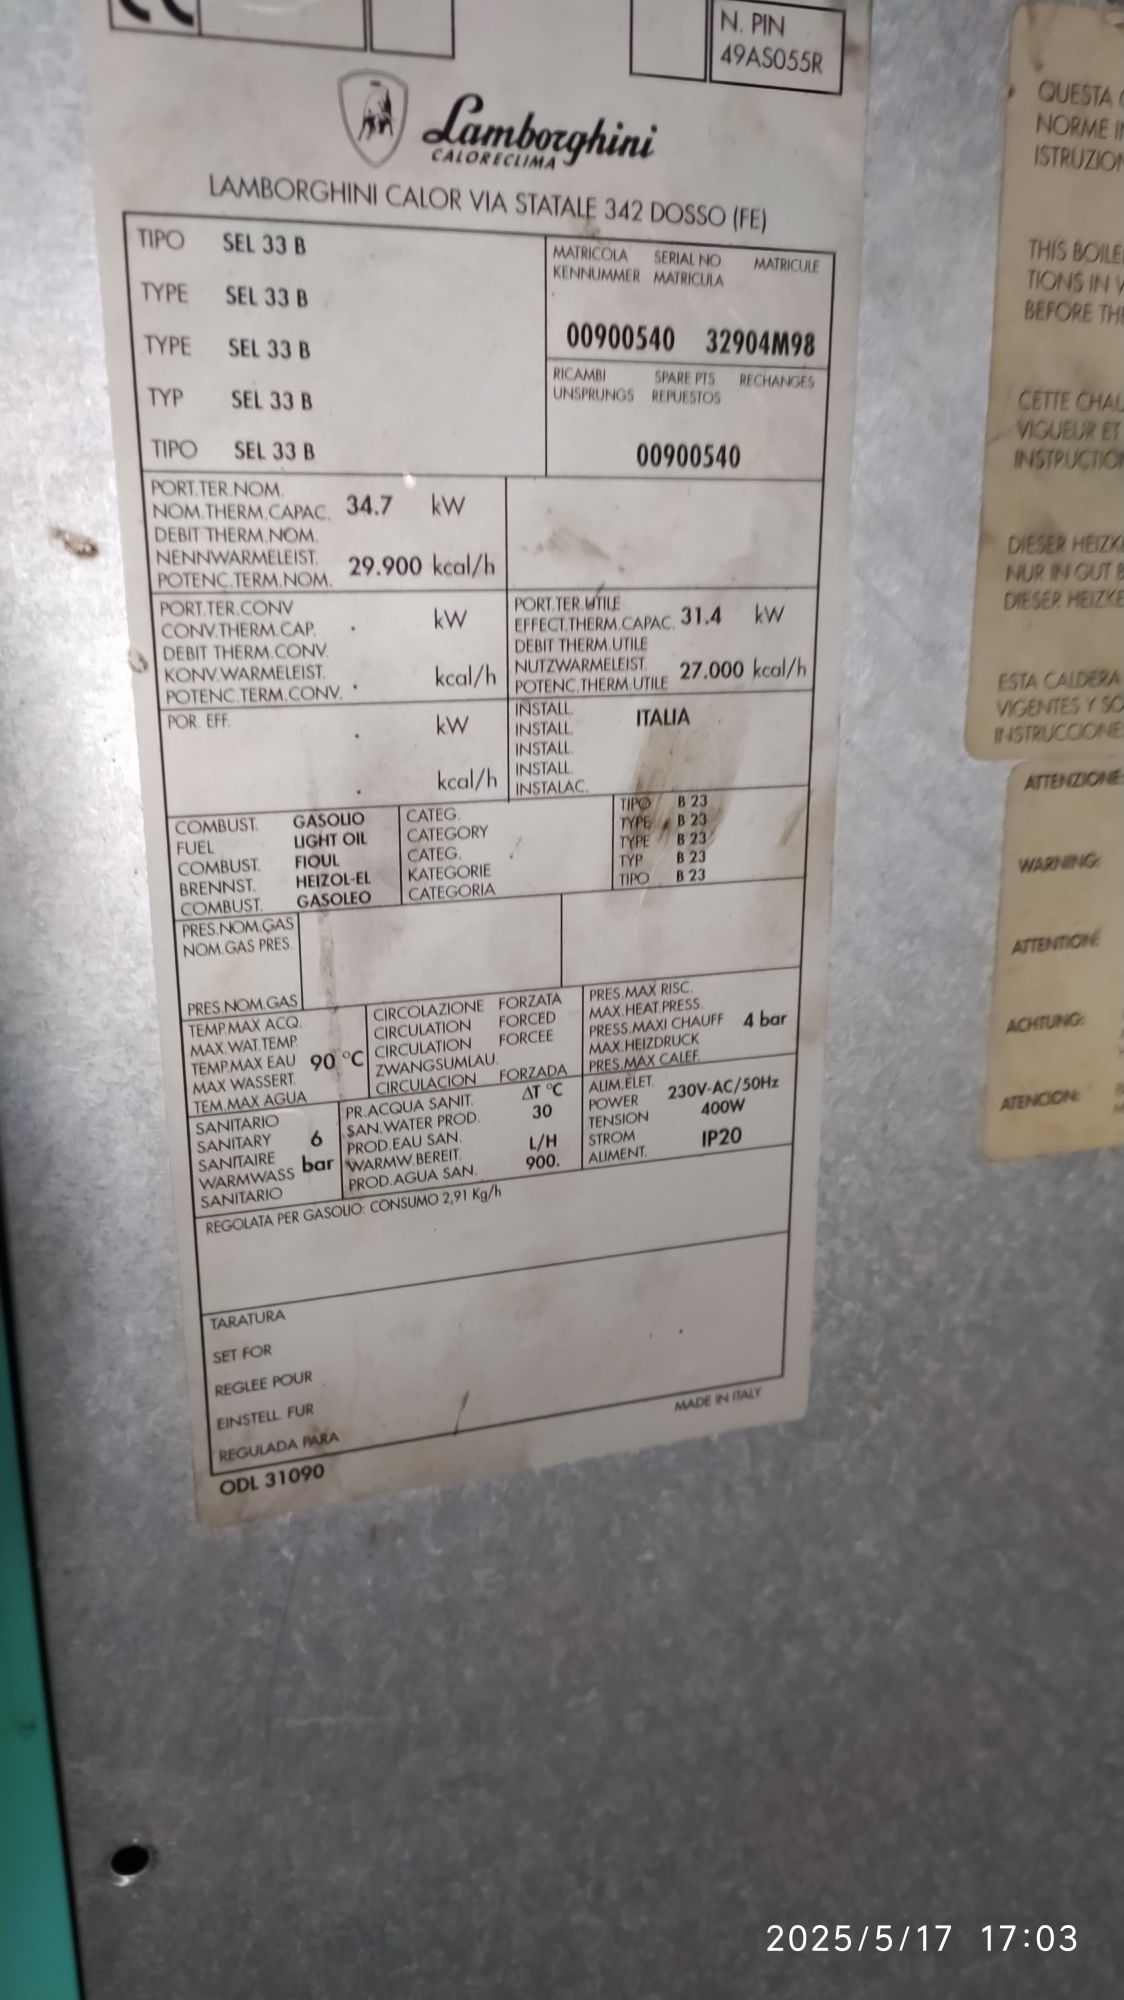 N. PIN
49AS055R
Lamborghini
CALORECLIMA
LAMBORGHINI CALOR VIA STATALE 342 DOSSO (FE)
TIPO SEL 33 B
TYPE SEL 33 B
TYPE SEL 33 B
TYP SEL 33 B
TIPO SEL 33 B
MATRICOLA SERIAL NO. MATRICULE
KENNUMMER MATRICULA
00900540 32904M98
RICAMBI SPARE PTS. RECHANGES
UNSPRUNGS REPUESTOS
00900540
PORT.TER.NOM.
NOM.THERM.CAPAC. 34.7 kW
DEBIT THERM.NOM.
NENNWARMELEIST. 29.900 kcal/h
POTENC.TERM.NOM.
PORT.TER.CONV
CONV.THERM.CAP. kW
DEBIT THERM.CONV.
KONV.WARMELEIST. kcal/h
POTENC.TERM.CONV.
PORT.TER.UTILE
EFFECT.THERM.CAPAC. 31.4 kW
DEBIT THERM.UTILE
NUTZWARMELEIST. 27.000 kcal/h
POTENC.THERM.UTILE
POR. EFF. kW
kcal/h
INSTALL. ITALIA
INSTALL.
INSTALL.
INSTALL.
INSTALAC.
COMBUST. GASOLIO
FUEL LIGHT OIL
COMBUST. FIOUL
BRENNST. HEIZOL-EL
COMBUST. GASOLEO
CATEG.
CATEGORY
CATEG.
KATEGORIE
CATEGORIA
TIPO B 23
TYPE B 23
TYPE B 23
TYP B 23
TIPO B 23
PRES.NOM.GAS
NOM.GAS PRES.
PRES.NOM.GAS
TEMP.MAX ACQ.
MAX.WAT.TEMP.
TEMP.MAX EAU 90 °C
MAX WASSERT.
TEM.MAX AGUA
CIRCOLAZIONE FORZATA
CIRCULATION FORCED
CIRCULATION FORCEE
ZWANGSUMLAU.
CIRCULACION FORZADA
PRES.MAX RISC.
MAX.HEAT.PRESS.
PRESS.MAXI CHAUFF 4 bar
MAX.HEIZDRUCK
PRES.MAX CALEF.
SANITARIO
SANITARY 6
SANITAIRE bar
WARMWASS
SANITARIO
PR.ACQUA SANIT. ΔT °C
SAN.WATER PROD. 30
PROD.EAU SAN.
WARMW.BEREIT. L/H
PROD.AGUA SAN. 900.
ALIM.ELET. 230V-AC/50Hz
POWER 400W
TENSION
STROM IP20
ALIMENT.
REGOLATA PER GASOLIO: CONSUMO 2,91 Kg/h
TARATURA
SET FOR
REGLEE POUR
EINSTELL. FUR
REGULADA PARA
MADE IN ITALY
ODL 31090
QUESTA
NORME
ISTRUZION
THIS BOILE
TIONS IN
BEFORE THE
CETTE CHAU
VIGUEUR ET
INSTRUCTIO
DIESER HEIZK
NUR IN GUT
DIESER HEIZKE
ESTA CALDERA
VIGENTES Y SO
INSTRUCCIONE
ATTENZIONE:
WARNING:
ATTENTION:
ACHTUNG:
ATENCION:
2025/5/17 17:03